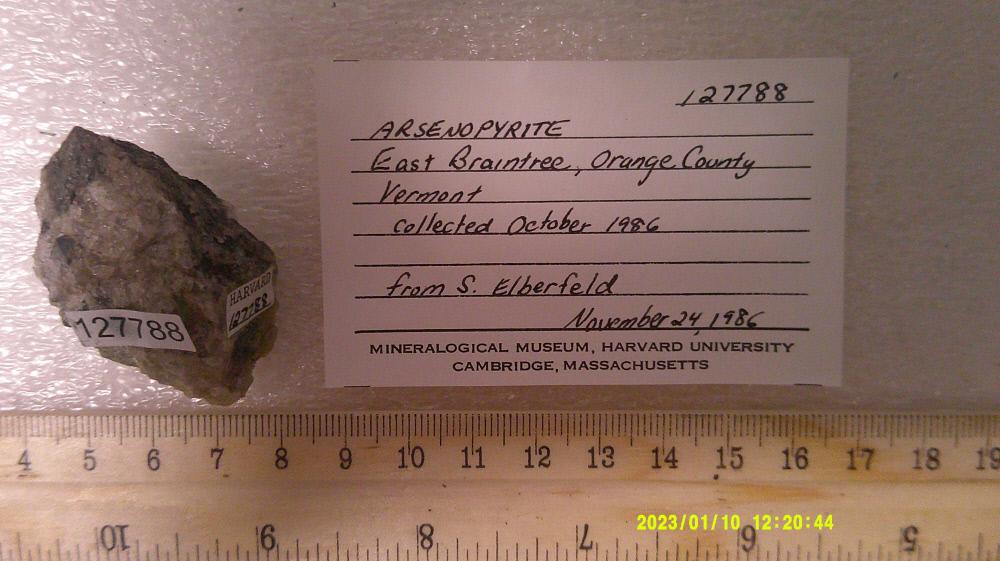 127788
ARSENOPYRITE
East Braintree, Orange County
Vermont
collected October 1986
from S. Elberfeld
November 24, 1986
MINERALOGICAL MUSEUM, HARVARD UNIVERSITY
CAMBRIDGE, MASSACHUSETTS
HARVARD
127788
127788
4 5 6 7 8 9 10 11 12 13 14 15 16 17 18 19
10 9 8 7 6 5
2023/01/10 12:20:44